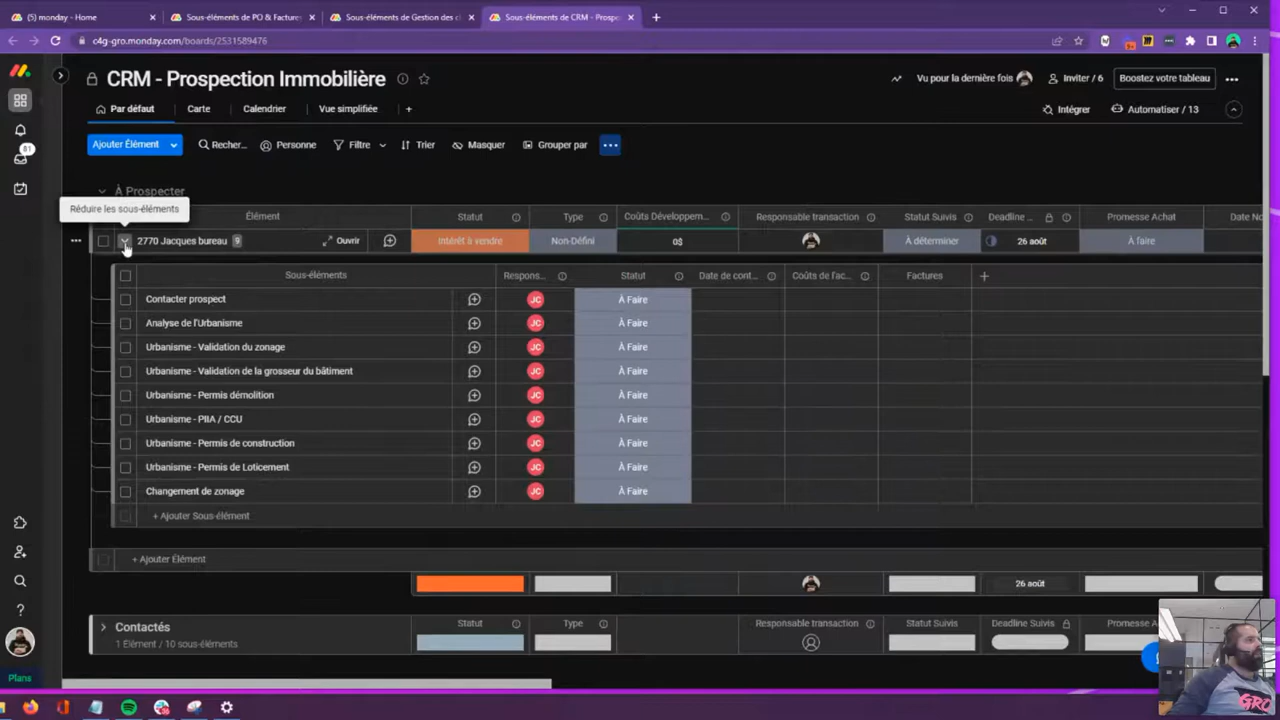 (5) monday - Home
Sous-éléments de PO & Facture
Sous-éléments de Gestion des c
Sous-éléments de CRM - Prospe
c4g-gro.monday.com/boards/2531589476
CRM - Prospection Immobilière
Vu pour la dernière fois
Inviter / 6
Boostez votre tableau
Par défaut
Carte
Calendrier
Vue simplifiée
Intégrer
Automatiser / 13
Ajouter Élément
Recher...
Personne
Filtre
Trier
Masquer
Grouper par
81
À Prospecter
Réduire les sous-éléments
Élément
Statut
Type
Coûts Développem...
Responsable transaction
Statut Suivis
Deadline ...
Promesse Achat
Date No
2770 Jacques bureau 9
Ouvrir
Intérêt à vendre
Non-Défini
0$
À déterminer
26 août
À faire
Sous-éléments
Respons...
Statut
Date de cont...
Coûts de l'ac...
Factures
Contacter prospect
JC
À Faire
Analyse de l'Urbanisme
JC
À Faire
Urbanisme - Validation du zonage
JC
À Faire
Urbanisme - Validation de la grosseur du bâtiment
JC
À Faire
Urbanisme - Permis démolition
JC
À Faire
Urbanisme - PIIA / CCU
JC
À Faire
Urbanisme - Permis de construction
JC
À Faire
Urbanisme - Permis de Loticement
JC
À Faire
Changement de zonage
JC
À Faire
+ Ajouter Sous-élément
+ Ajouter Élément
26 août
Contactés
1 Élément / 10 sous-éléments
Statut
Type
Responsable transaction
Statut Suivis
Deadline Suivis
Promesse A
Plans
GRO